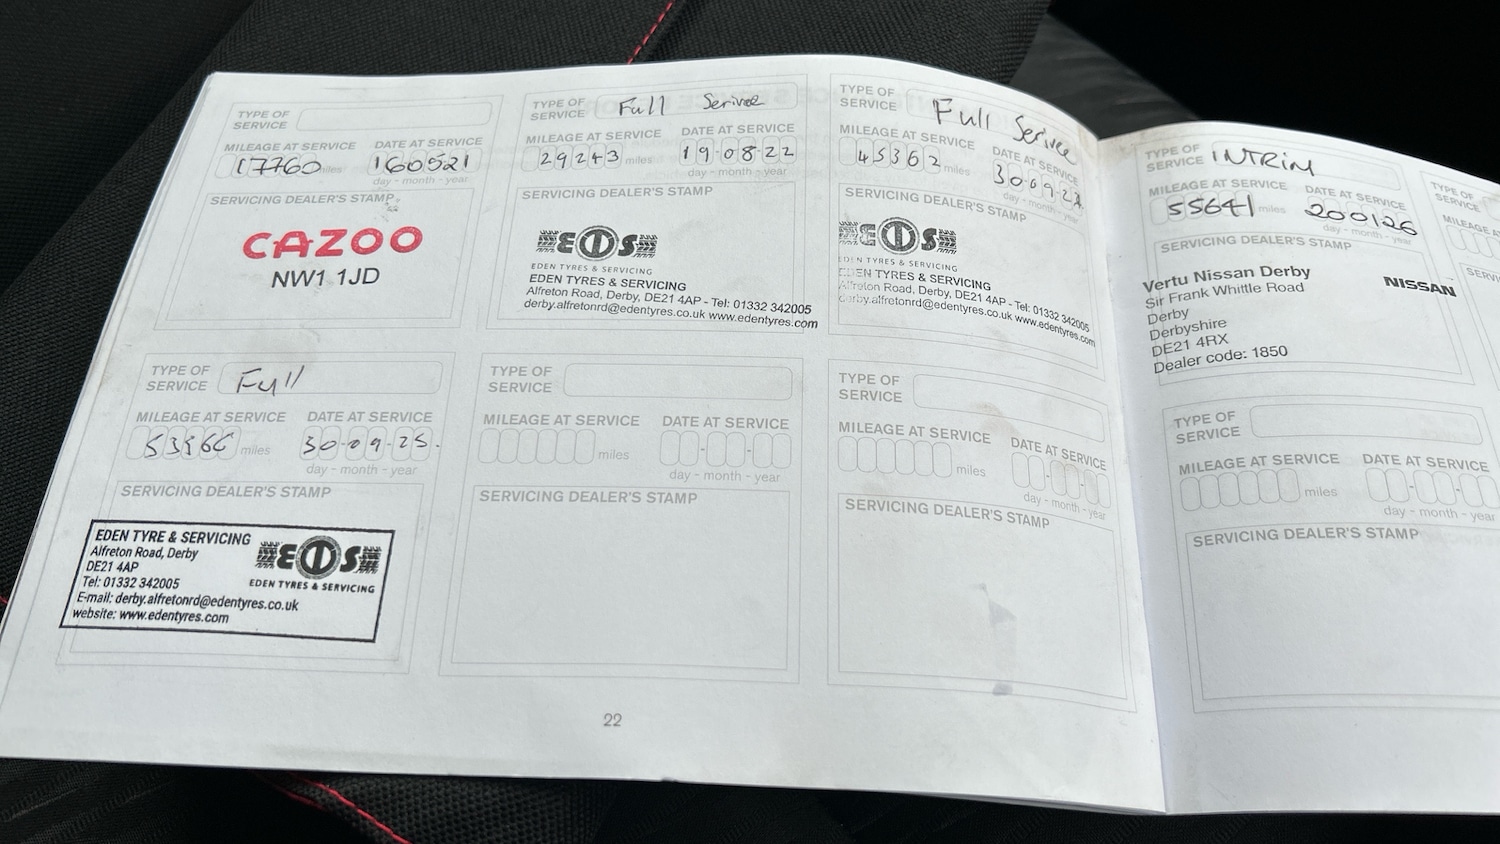 TYPE OF
SERVICE
MILEAGE AT SERVICE DATE AT SERVICE
17760 miles 160521
day - month - year
SERVICING DEALER'S STAMP
CAZOO
NW1 1JD
TYPE OF
SERVICE Full Serivce
MILEAGE AT SERVICE DATE AT SERVICE
29243 miles 19-08-22
day - month - year
SERVICING DEALER'S STAMP
EDEN TYRES & SERVICING
EDEN TYRES & SERVICING
Alfreton Road, Derby, DE21 4AP - Tel: 01332 342005
derby.alfretonrd@edentyres.co.uk www.edentyres.com
TYPE OF
SERVICE Full Serivce
MILEAGE AT SERVICE DATE AT SERVICE
45362 miles
day - month - year
SERVICING DEALER'S STAMP
EDEN TYRES & SERVICING
EDEN TYRES & SERVICING
Alfreton Road, Derby, DE21 4AP - Tel: 01332 342005
derby.alfretonrd@edentyres.co.uk www.edentyres.com
TYPE OF
SERVICE Full
MILEAGE AT SERVICE DATE AT SERVICE
miles 30-09-25.
day - month - year
SERVICING DEALER'S STAMP
EDEN TYRE & SERVICING
Alfreton Road, Derby
DE21 4AP
Tel: 01332 342005
E-mail: derby.alfretonrd@edentyres.co.uk
website: www.edentyres.com
EDEN TYRES & SERVICING
TYPE OF
SERVICE
MILEAGE AT SERVICE DATE AT SERVICE
miles
day - month - year
SERVICING DEALER'S STAMP
TYPE OF
SERVICE
MILEAGE AT SERVICE DATE AT SERVICE
miles
day - month - year
SERVICING DEALER'S STAMP
22
TYPE OF
SERVICE INTRIM
MILEAGE AT SERVICE DATE AT SERVICE
55641 miles 200126
day - month - year
SERVICING DEALER'S STAMP
Vertu Nissan Derby NISSAN
Sir Frank Whittle Road
Derby
Derbyshire
DE21 4RX
Dealer code: 1850
TYPE OF
SERVICE
MILEAGE AT SERVICE DATE AT SERVICE
miles
day - month - year
SERVICING DEALER'S STAMP
TYPE OF
SERVICE
MILEAGE